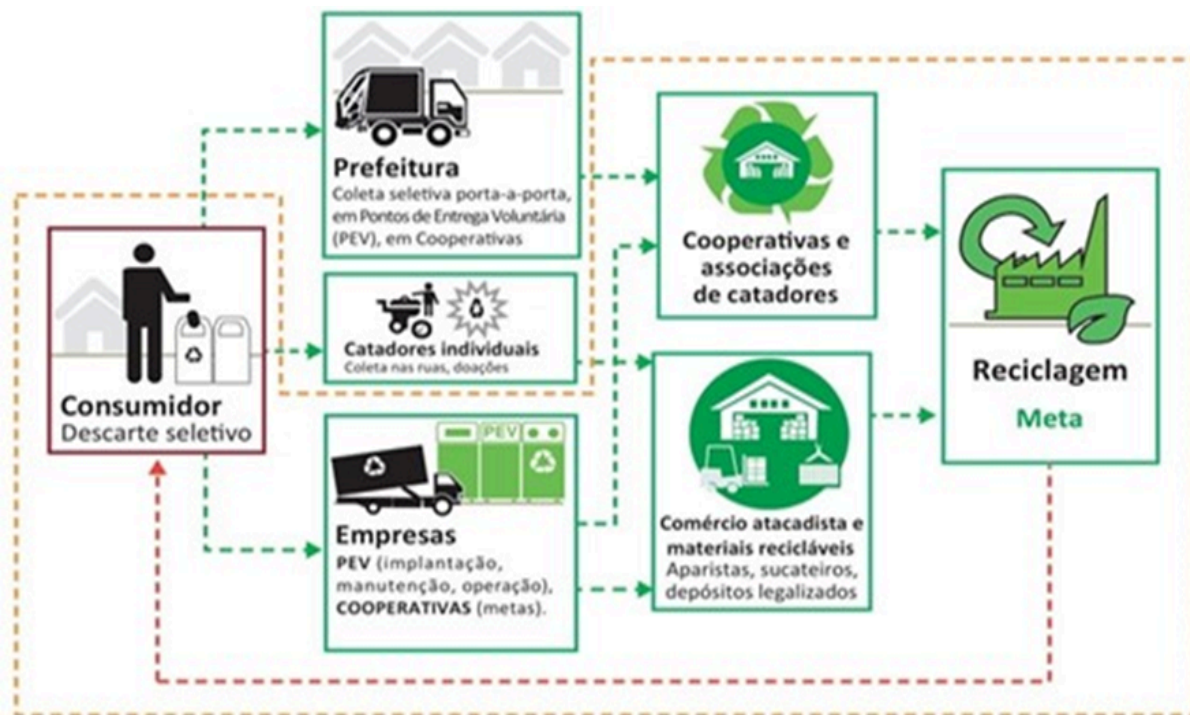 Prefeitura
Coleta seletiva porta-a-porta,
em Pontos de Entrega Voluntária
(PEV), em Cooperativas
Consumidor
Descarte seletivo
Catadores individuais
Coleta nas ruas, doações
PEV
Empresas
PEV (implantação,
manutenção, operação),
COOPERATIVAS (metas).
Cooperativas e
associações
de catadores
Comércio atacadista e
materiais recicláveis
Aparistas, sucateiros,
depósitos legalizados
Reciclagem
Meta